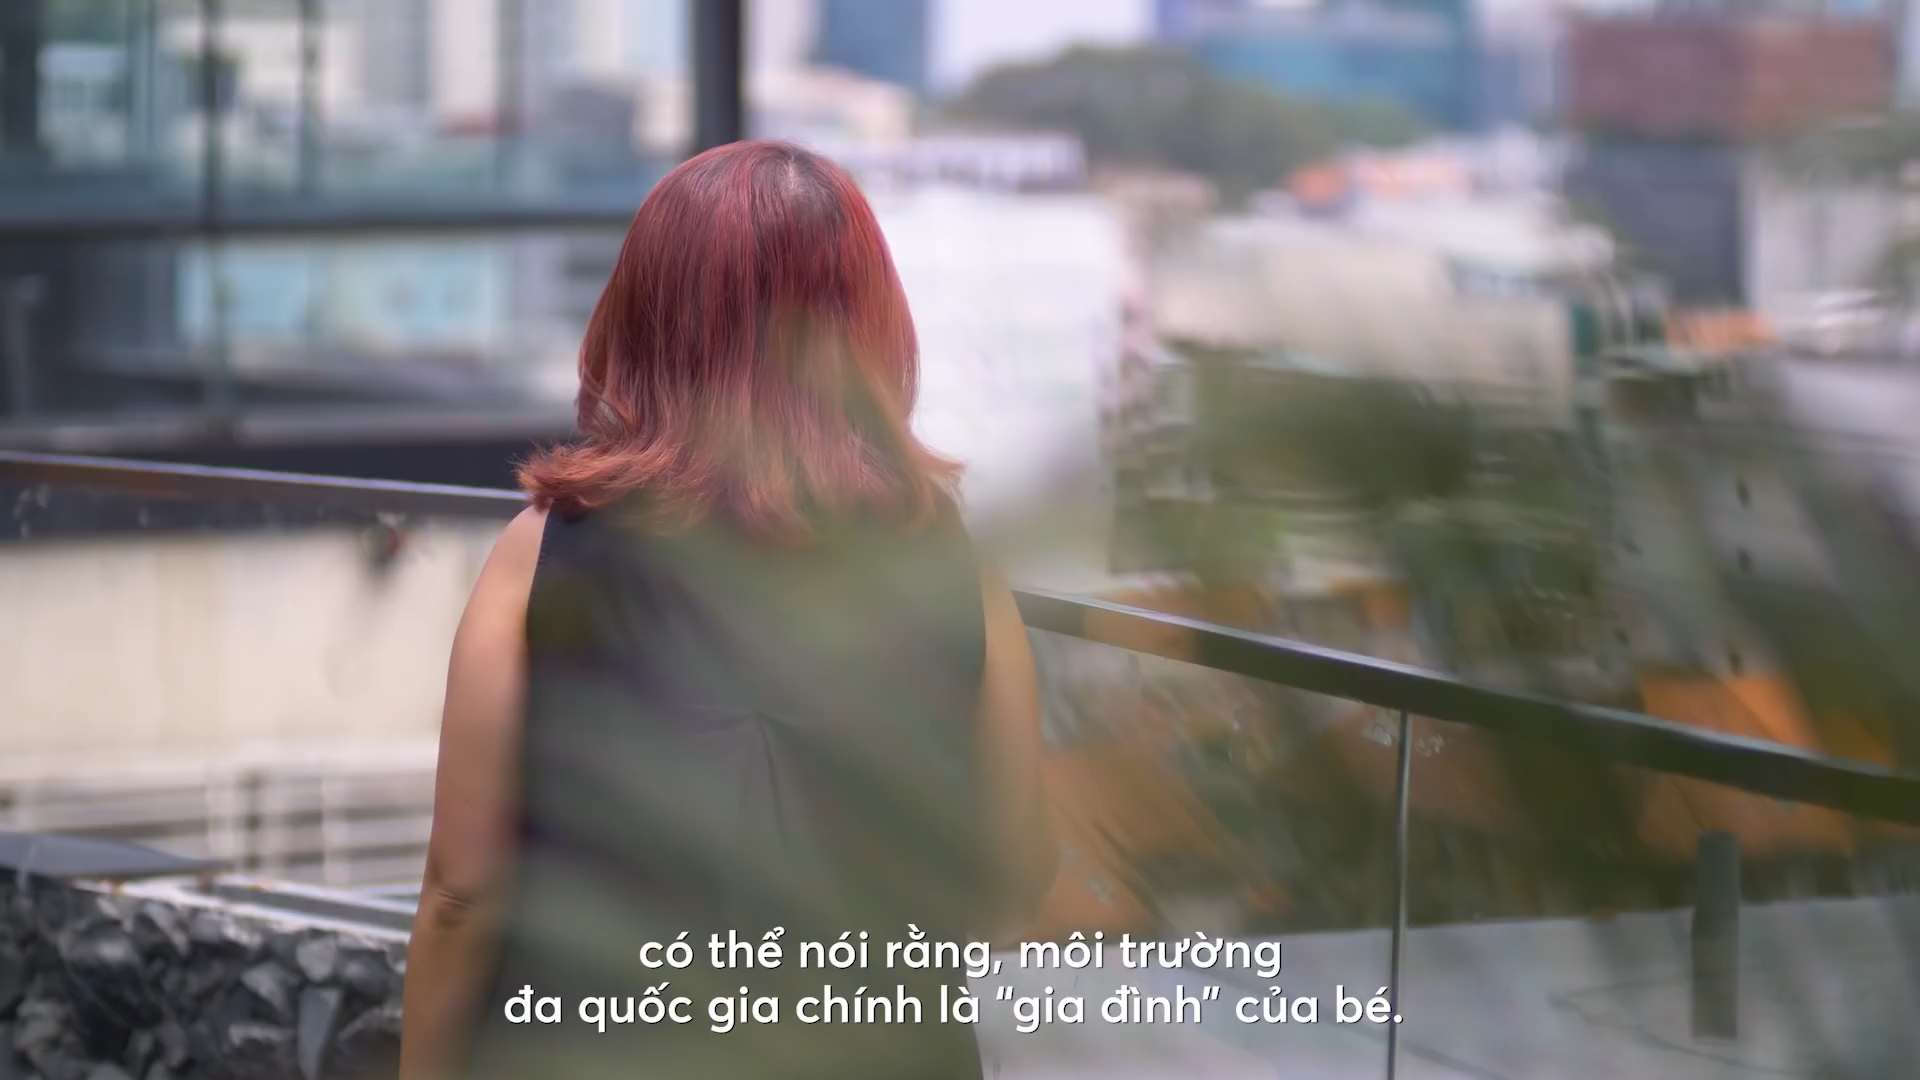 có thể nói rằng, môi trường
đa quốc gia chính là “gia đình” của bé.